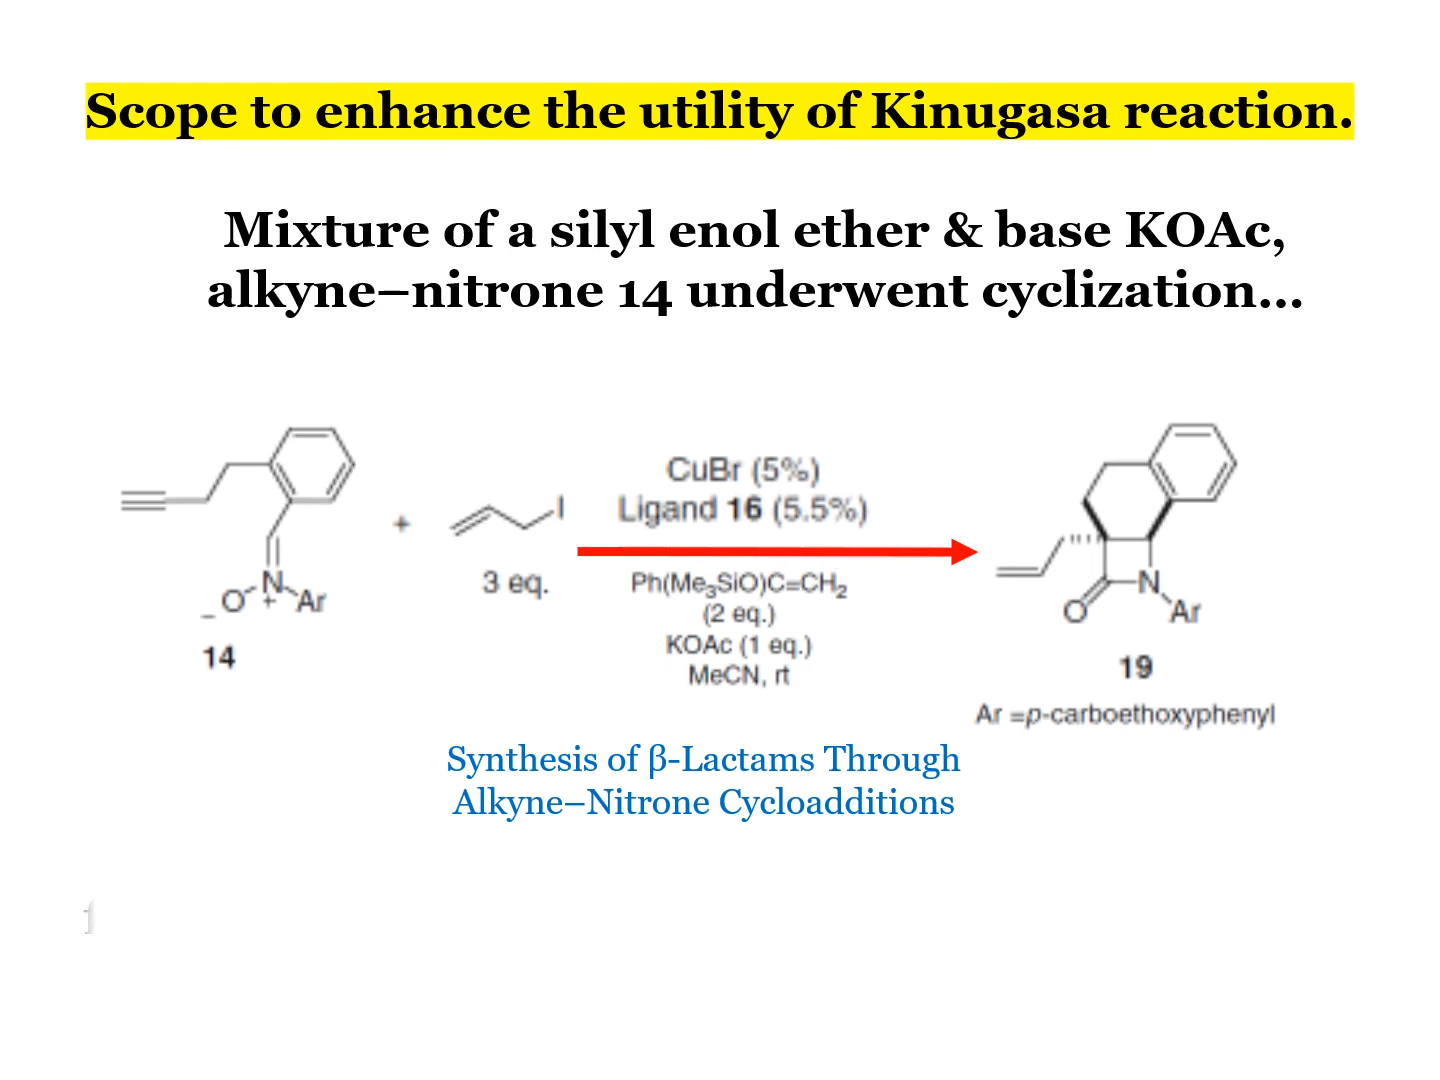 Scope to enhance the utility of Kinugasa reaction.
Mixture of a silyl enol ether & base KOAc,
alkyne–nitrone 14 underwent cyclization…
CuBr (5%)
Ligand 16 (5.5%)
+
I
3 eq.
Ph(Me3SiO)C=CH2
(2 eq.)
KOAc (1 eq.)
MeCN, rt
−O N+ Ar
14
O N
Ar
19
Ar =p-carboethoxyphenyl
Synthesis of β-Lactams Through
Alkyne–Nitrone Cycloadditions